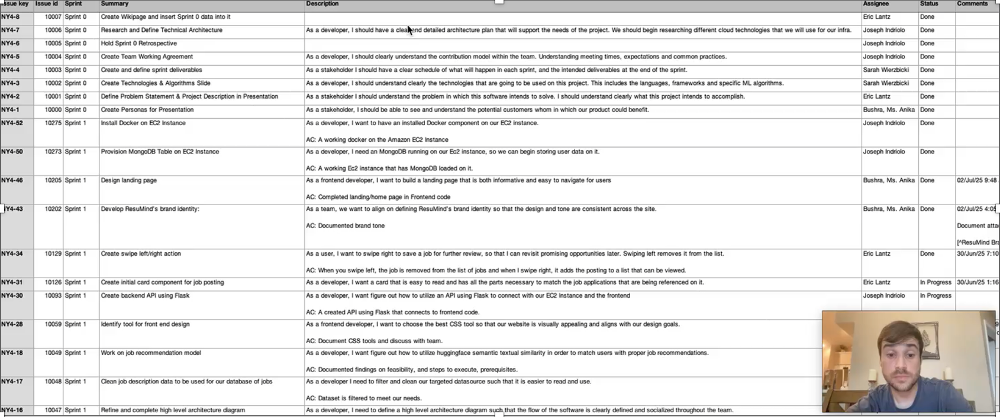 Issue key Issue id Sprint Summary Description Assignee Status Comments
NY4-8 10007 Sprint 0 Create Wikipage and insert Sprint 0 data into it Eric Lantz Done
NY4-7 10006 Sprint 0 Research and Define Technical Architecture As a developer, I should have a clear end detailed architecture plan that will support the needs of the project. We should begin researching different cloud technologies that we will use for our infra. Joseph Indriolo Done
NY4-6 10005 Sprint 0 Hold Sprint 0 Retrospective Joseph Indriolo Done
NY4-5 10004 Sprint 0 Create Team Working Agreement As a developer, I should clearly understand the contribution model within the team. Understanding meeting times, expectations and common practices. Joseph Indriolo Done
NY4-4 10003 Sprint 0 Create and define sprint deliverables As a stakeholder I should have a clear schedule of what will happen in each sprint, and the intended deliverables at the end of the sprint. Sarah Wierzbicki Done
NY4-3 10002 Sprint 0 Create Technologies & Algorithms Slide As a developer, I should understand clearly the technologies that are going to be used on this project. This includes the languages, frameworks and specific ML algorithms. Sarah Wierzbicki Done
NY4-2 10001 Sprint 0 Define Problem Statement & Project Description in Presentation As a stakeholder I should understand the problem in which this software intends to solve. I should understand clearly what this project intends to accomplish. Eric Lantz Done
NY4-1 10000 Sprint 0 Create Personas for Presentation As a stakeholder, I should be able to see and understand the potential customers whom in which our product could benefit. Bushra, Ms. Anika Done
NY4-52 10275 Sprint 1 Install Docker on EC2 Instance As a developer, I want to have an installed Docker component on our EC2 instance. Joseph Indriolo Done
AC: A working docker on the Amazon EC2 Instance
NY4-50 10273 Sprint 1 Provision MongoDB Table on EC2 Instance As a developer, I need an MongoDB running on our Ec2 instance, so we can begin storing user data on it. Joseph Indriolo Done
AC: A working Ec2 instance that has MongoDB loaded on it.
NY4-46 10205 Sprint 1 Design landing page As a frontend developer, I want to build a landing page that is both informative and easy to navigate for users Bushra, Ms. Anika Done 02/Jul/25 9:48
AC: Completed landing/home page in Frontend code
NY4-43 10202 Sprint 1 Develop ResuMind's brand identity: As a team, we want to align on defining ResuMind's brand identity so that the design and tone are consistent across the site. Bushra, Ms. Anika Done 02/Jul/25 4:05
AC: Documented brand tone Document atta
[^ResuMind Bra
NY4-34 10129 Sprint 1 Create swipe left/right action As a user, I want to swipe right to save a job for further review, so that I can revisit promising opportunities later. Swiping left removes it from the list. Eric Lantz Done 30/Jun/25 7:10
AC: When you swipe left, the job is removed from the list of jobs and when I swipe right, it adds the posting to a list that can be viewed.
NY4-31 10126 Sprint 1 Create initial card component for job posting As a developer, I want a card that is easy to read and has all the parts necessary to match the job applications that are being referenced on it. Eric Lantz In Progress 30/Jun/25 1:16
NY4-30 10093 Sprint 1 Create backend API using Flask As a developer, I want figure out how to utilize an API using Flask to connect with our EC2 Instance and the frontend Joseph Indriolo In Progress
AC: A created API using Flask that connects to frontend code.
NY4-28 10059 Sprint 1 Identify tool for front end design As a frontend developer, I want to choose the best CSS tool so that our website is visually appealing and aligns with our design goals.
AC: Document CSS tools and discuss with team.
NY4-18 10049 Sprint 1 Work on job recommendation model As a developer, I want figure out how to utilize huggingface semantic textual similarity in order to match users with proper job recommendations.
AC: Documented findings on feasibility, and steps to execute, prerequisites.
NY4-17 10048 Sprint 1 Clean job description data to be used for our database of jobs As a developer I need to filter and clean our targeted datasource such that it is easier to read and use.
AC: Dataset is filtered to meet our needs.
NY4-16 10047 Sprint 1 Refine and complete high level architecture diagram As a developer, I need to define a high level architecture diagram such that the flow of the software is clearly defined and socialized throughout the team.